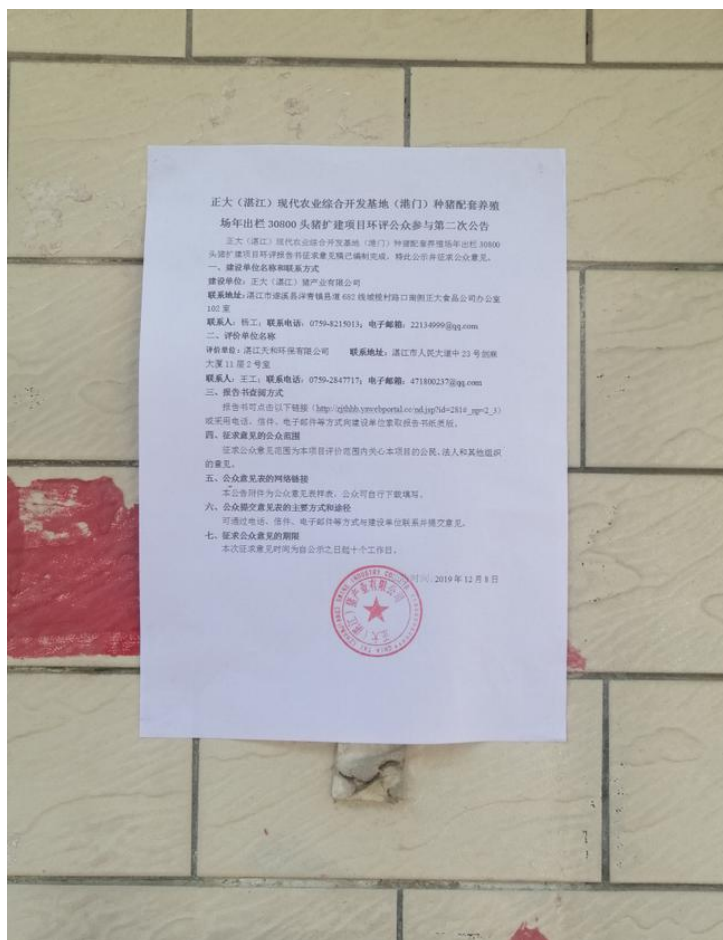 正大（湛江）现代农业综合开发基地（港门）种猪配套养殖
场年出栏 30800 头猪扩建项目环评公众参与第二次公告
正大（湛江）现代农业综合开发基地（港门）种猪配套养殖场年出栏 30800
头猪扩建项目环评报告书征求意见稿已编制完成，特此公示并征求公众意见。
一、建设单位名称和联系方式
建设单位：正大（湛江）猪产业有限公司
联系地址：湛江市遂溪县洋青镇县道 682 线城榄村路口南侧正大食品公司办公室
102 室
联系人：杨工；联系电话：0759-8215013；电子邮箱：22134999@qq.com
二、评价单位名称
评价单位：湛江天和环保有限公司 联系地址：湛江市人民大道中 23 号剑麻
大厦 11 层 2 号室
联系人：王工；联系电话：0759-2847717；电子邮箱：471800237@qq.com
三、报告书查阅方式
报告书可点击以下链接（
或采用电话、信件、电子邮件等方式向建设单位索取报告书纸质版。
四、征求意见的公众范围
征求公众意见范围为本项目评价范围内关心本项目的公民、法人和其他组织
的意见。
五、公众意见表的网络链接
本公告附件为公众意见表样表，公众可自行下载填写。
六、公众提交意见表的主要方式和途径
可通过电话、信件、电子邮件等方式与建设单位联系并提交意见。
七、征求公众意见的期限
本次征求意见时间为自公示之日起十个工作日。
时间：2019 年 12 月 8 日
正大（湛江）猪产业有限公司